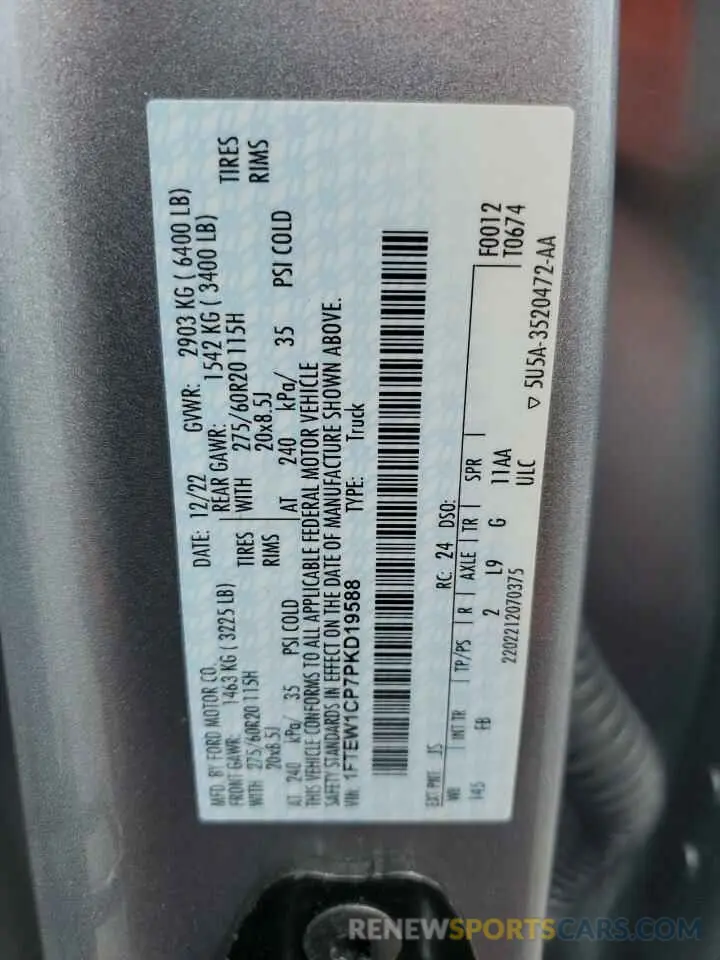 MFD. BY FORD MOTOR CO.
DATE: 12/22 GVWR: 2903 KG ( 6400 LB)
FRONT GAWR: 1463 KG ( 3225 LB) REAR GAWR: 1542 KG ( 3400 LB)
WITH 275/60R20 115H TIRES WITH 275/60R20 115H TIRES
20x8.5J RIMS 20x8.5J RIMS
AT 240 kPa/ 35 PSI COLD AT 240 kPa/ 35 PSI COLD
THIS VEHICLE CONFORMS TO ALL APPLICABLE FEDERAL MOTOR VEHICLE
SAFETY STANDARDS IN EFFECT ON THE DATE OF MANUFACTURE SHOWN ABOVE.
VIN: 1FTEW1CP7PKD19588 TYPE: Truck
EXT PNT: JS RC: 24 DSO:
WB INT TR TP/PS R AXLE TR SPR F0012
145 FB 2 L9 G 11AA T0674
2202212070375 ULC
▽ 5U5A-3520472-AA
RENEWSPORTSCARS.COM